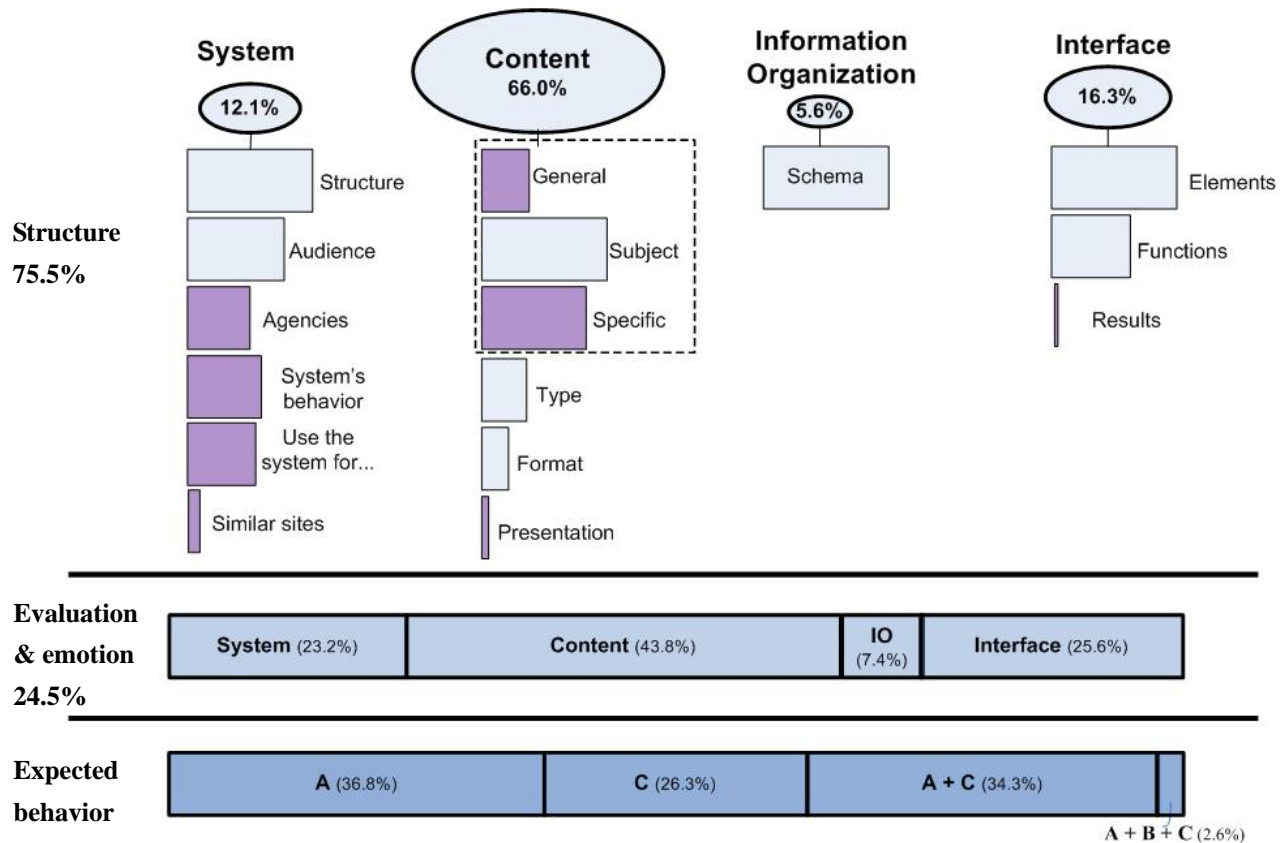 System
12.1%
Content
66.0%
Information
Organization
5.6%
Interface
16.3%
Structure
75.5%
Structure
Audience
Agencies
System's
behavior
Use the
system for...
Similar sites
General
Subject
Specific
Type
Format
Presentation
Schema
Elements
Functions
Results
Evaluation
& emotion
24.5%
System (23.2%)
Content (43.8%)
IO
(7.4%)
Interface (25.6%)
Expected
behavior
A (36.8%)
C (26.3%)
A + C (34.3%)
A + B + C (2.6%)